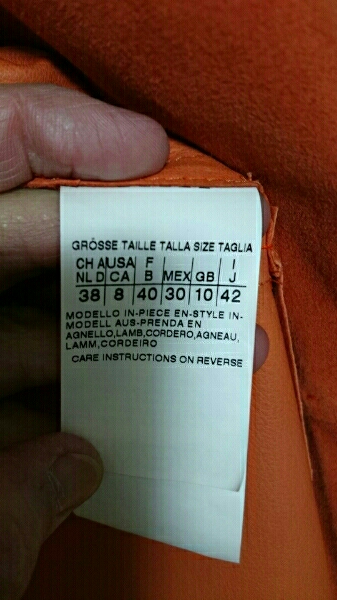 GRÖSSE TAILLE TALLA SIZE TAGLIA
CH A USA F I
NL D CA B MEX GB J
38 8 40 30 10 42
MODELLO IN-PIECE EN-STYLE IN-
MODELL AUS-PRENDA EN
AGNELLO,LAMB,CORDERO,AGNEAU,
LAMM,CORDEIRO
CARE INSTRUCTIONS ON REVERSE